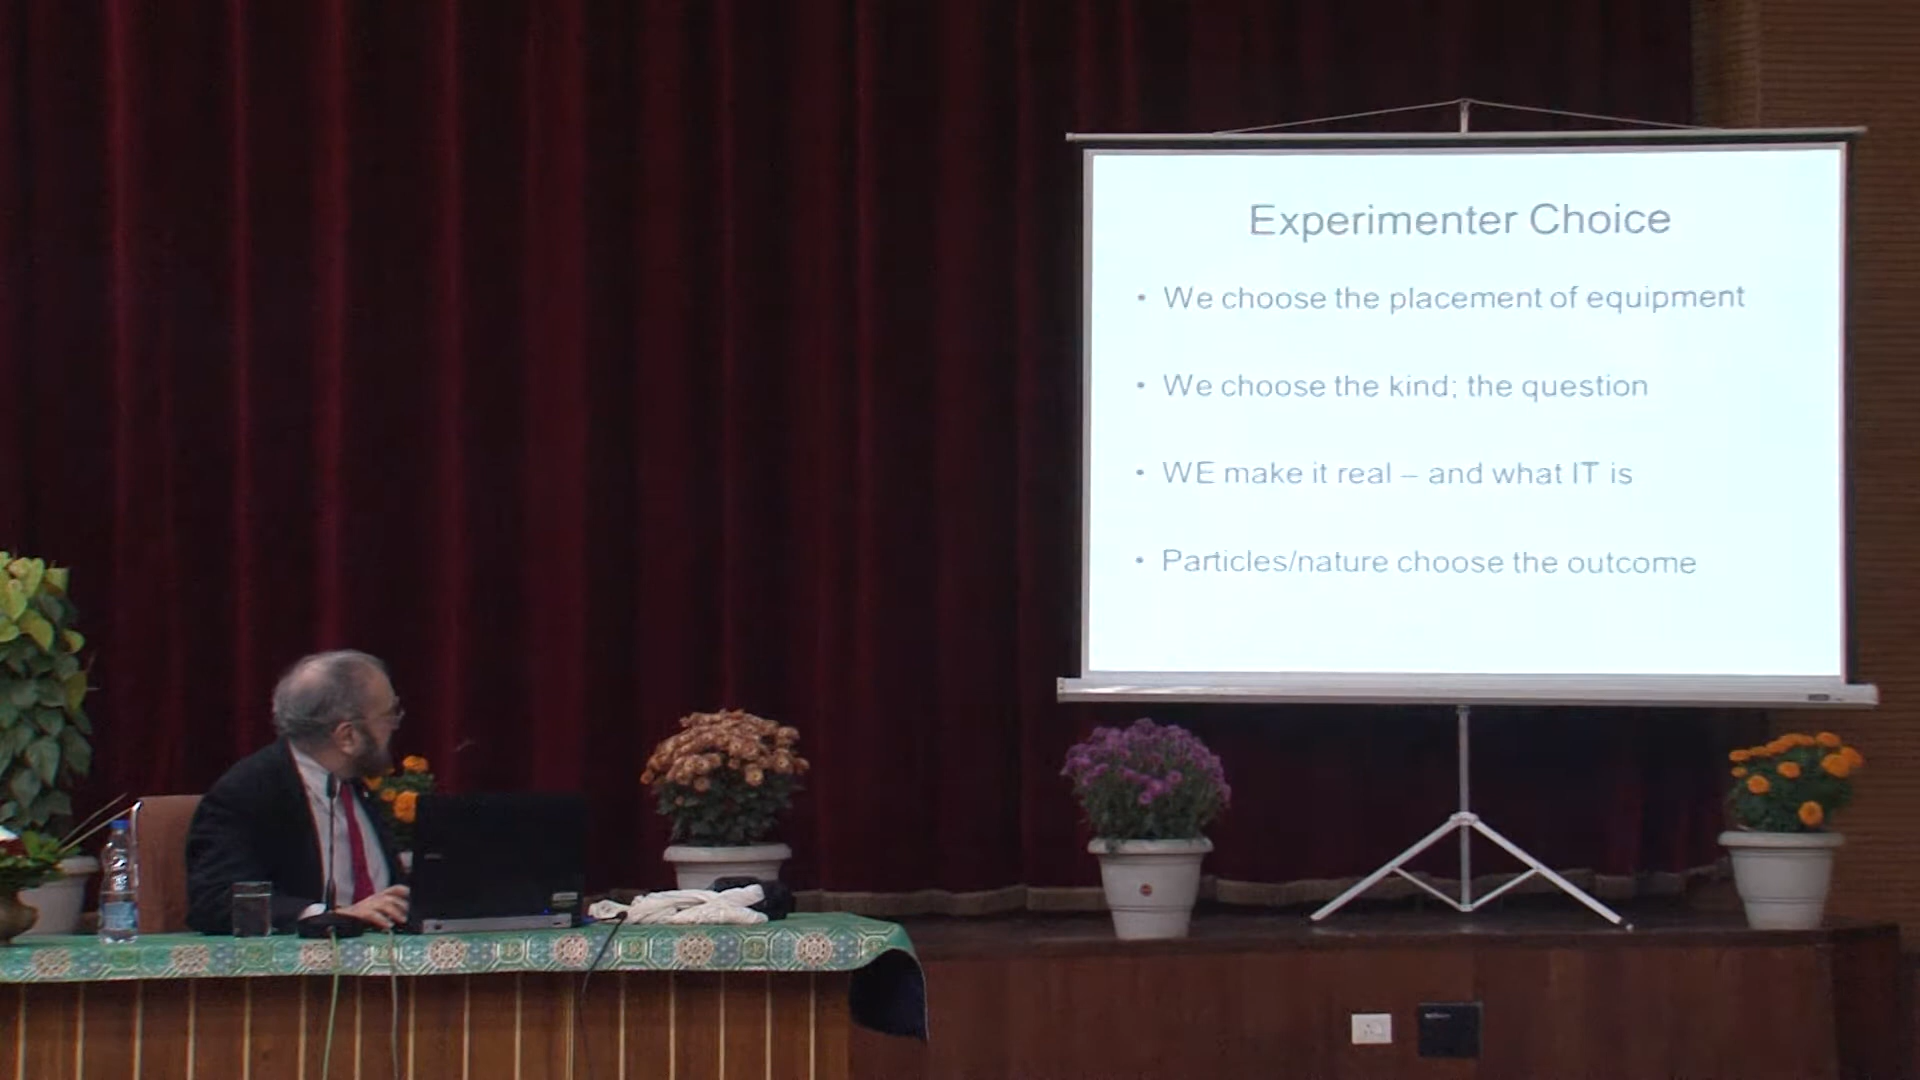 Experimenter Choice
• We choose the placement of equipment
• We choose the kind; the question
• WE make it real – and what IT is
• Particles/nature choose the outcome